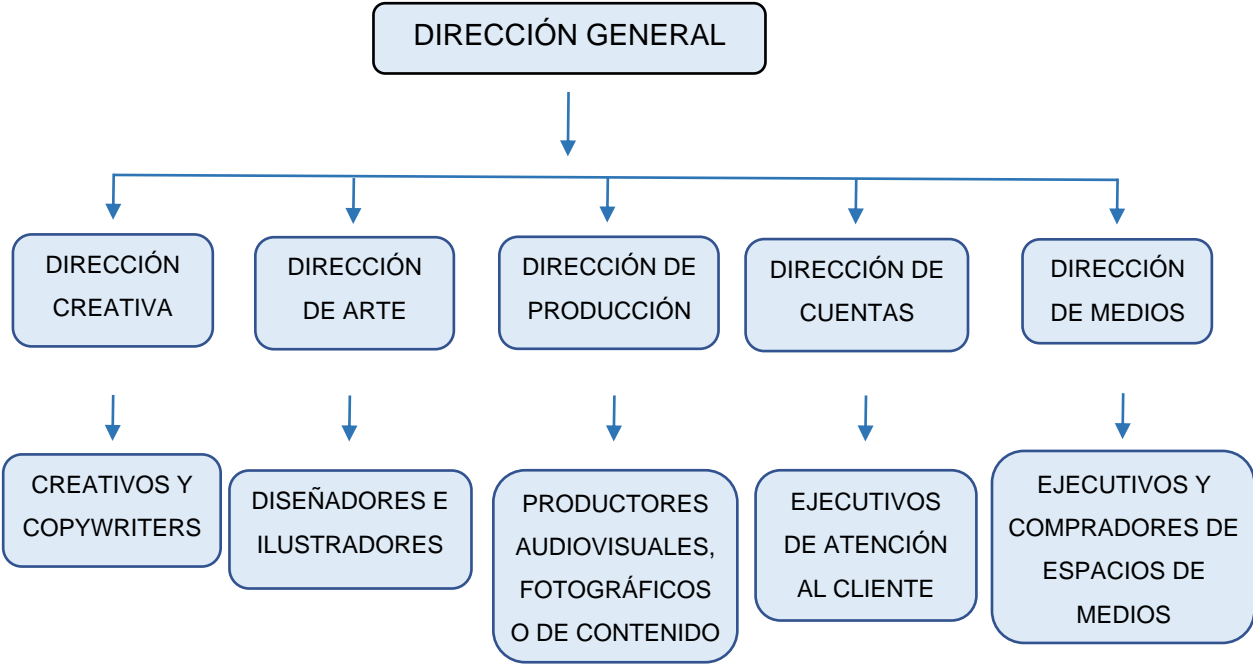 DIRECCIÓN GENERAL
DIRECCIÓN
CREATIVA
DIRECCIÓN
DE ARTE
DIRECCIÓN DE
PRODUCCIÓN
DIRECCIÓN DE
CUENTAS
DIRECCIÓN
DE MEDIOS
CREATIVOS Y
COPYWRITERS
DISEÑADORES E
ILUSTRADORES
PRODUCTORES
AUDIOVISUALES,
FOTOGRÁFICOS
O DE CONTENIDO
EJECUTIVOS
DE ATENCIÓN
AL CLIENTE
EJECUTIVOS Y
COMPRADORES DE
ESPACIOS DE
MEDIOS